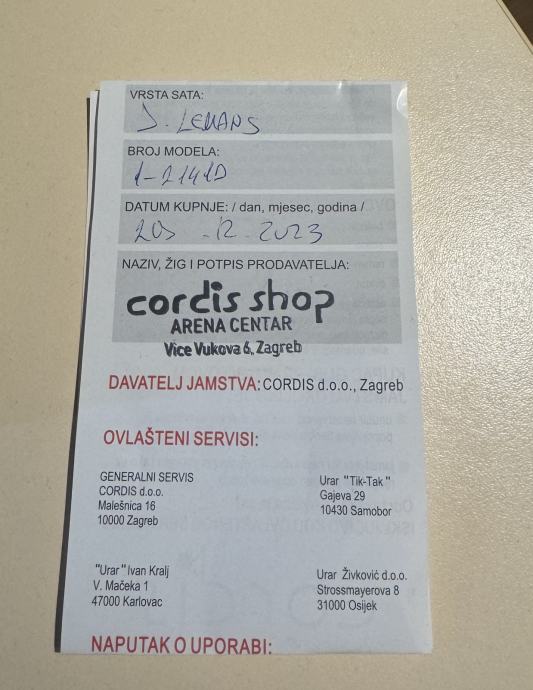 VRSTA SATA:
J. LEMANS
BROJ MODELA:
1-2141D
DATUM KUPNJE: / dan, mjesec, godina /
12. 2023
NAZIV, ŽIG I POTPIS PRODAVATELJA:
cordis shop
ARENA CENTAR
Vice Vukova 6, Zagreb
DAVATELJ JAMSTVA: CORDIS d.o.o., Zagreb
OVLAŠTENI SERVISI:
GENERALNI SERVIS
CORDIS d.o.o.
Malešnica 16
10000 Zagreb
Urar "Tik-Tak"
Gajeva 29
10430 Samobor
"Urar" Ivan Kralj
V. Mačeka 1
47000 Karlovac
Urar Živković d.o.o.
Strossmayerova 8
31000 Osijek
NAPUTAK O UPORABI: